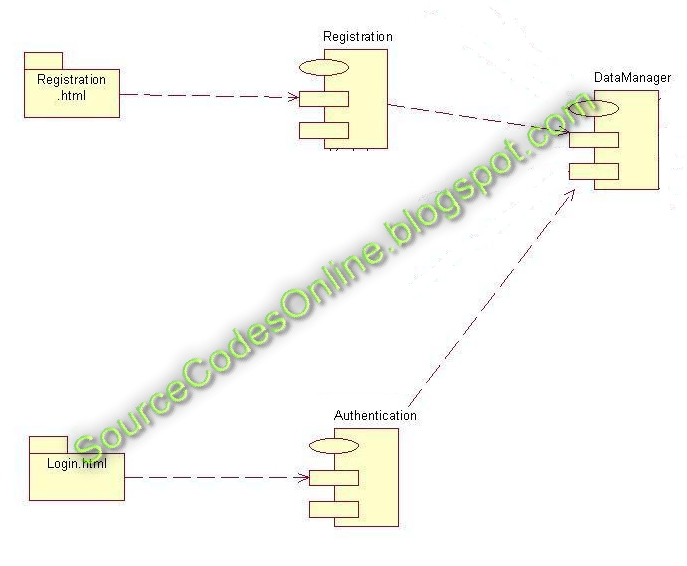 Registration
Registration
.html
DataManager
SourceCodesOnline.blogspot.com
Authentication
Login.html